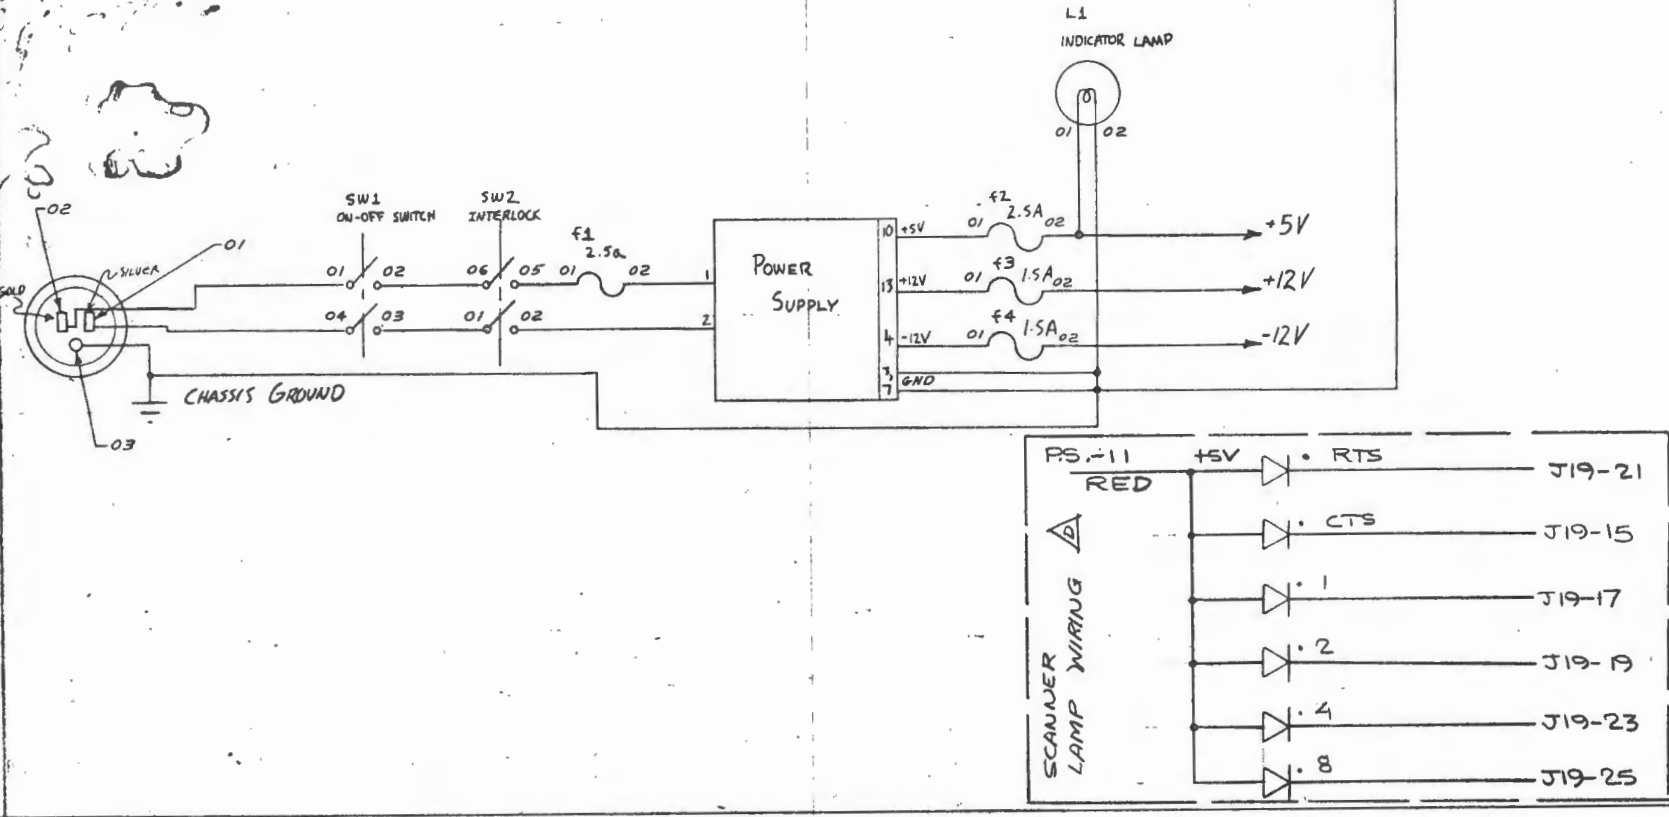 L1
INDICATOR LAMP
01 02
02
01
SILVER
GOLD
03
CHASSIS GROUND
SW1
ON-OFF SWITCH
01 02
04 03
SW2
INTERLOCK
06 05
01 02
f1
2.5a
01 02
1
2
POWER
SUPPLY
10 +5V
13 +12V
4 -12V
3,
7 GND
f2
01 2.5A 02
+5V
f3
01 1.5A 02
+12V
f4
01 1.5A 02
-12V
P.S.-11 +5V
RED
D
SCANNER
LAMP WIRING
RTS J19-21
CTS J19-15
1 J19-17
2 J19-19
4 J19-23
8 J19-25